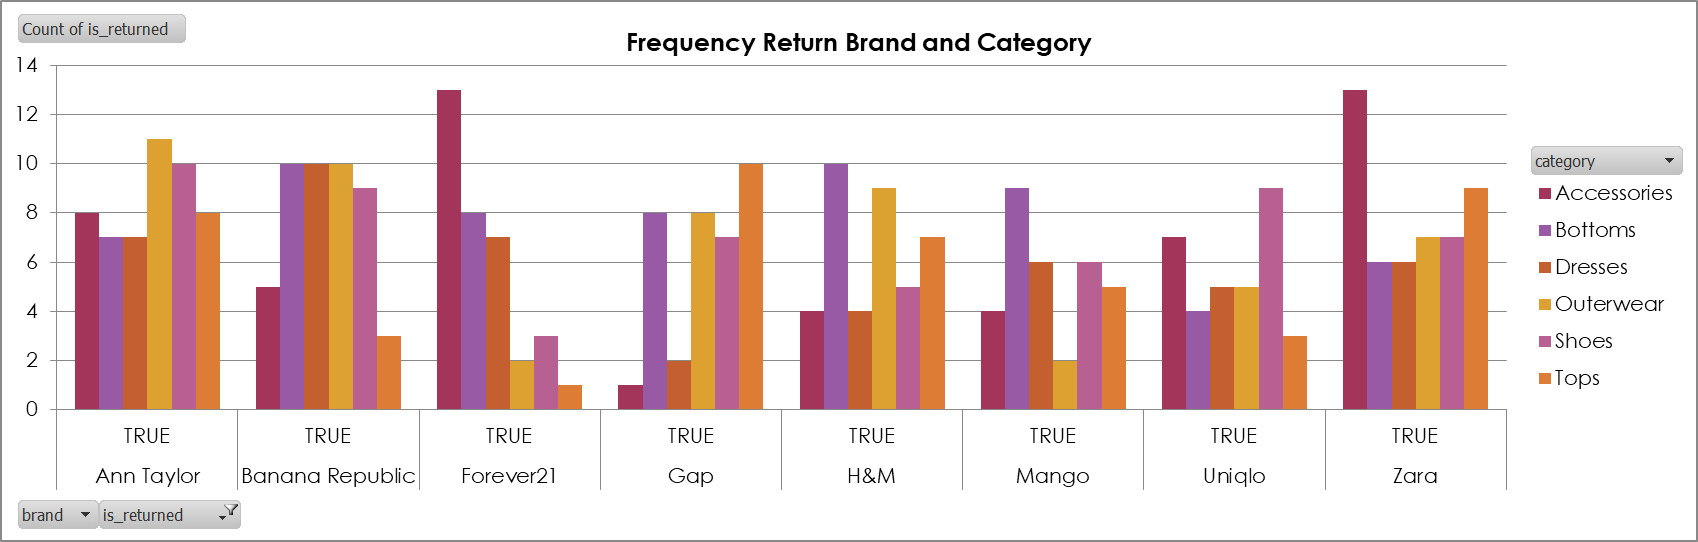 Count of is_returned
Frequency Return Brand and Category
14
12
10
8
6
4
2
0
TRUE TRUE TRUE TRUE TRUE TRUE TRUE TRUE
Ann Taylor Banana Republic Forever21 Gap H&M Mango Uniqlo Zara
category
Accessories
Bottoms
Dresses
Outerwear
Shoes
Tops
brand is_returned